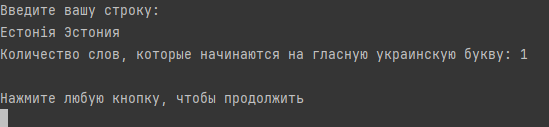 Введите вашу строку:
Естонія Эстония
Количество слов, которые начинаются на гласную украинскую букву: 1
Нажмите любую кнопку, чтобы продолжить